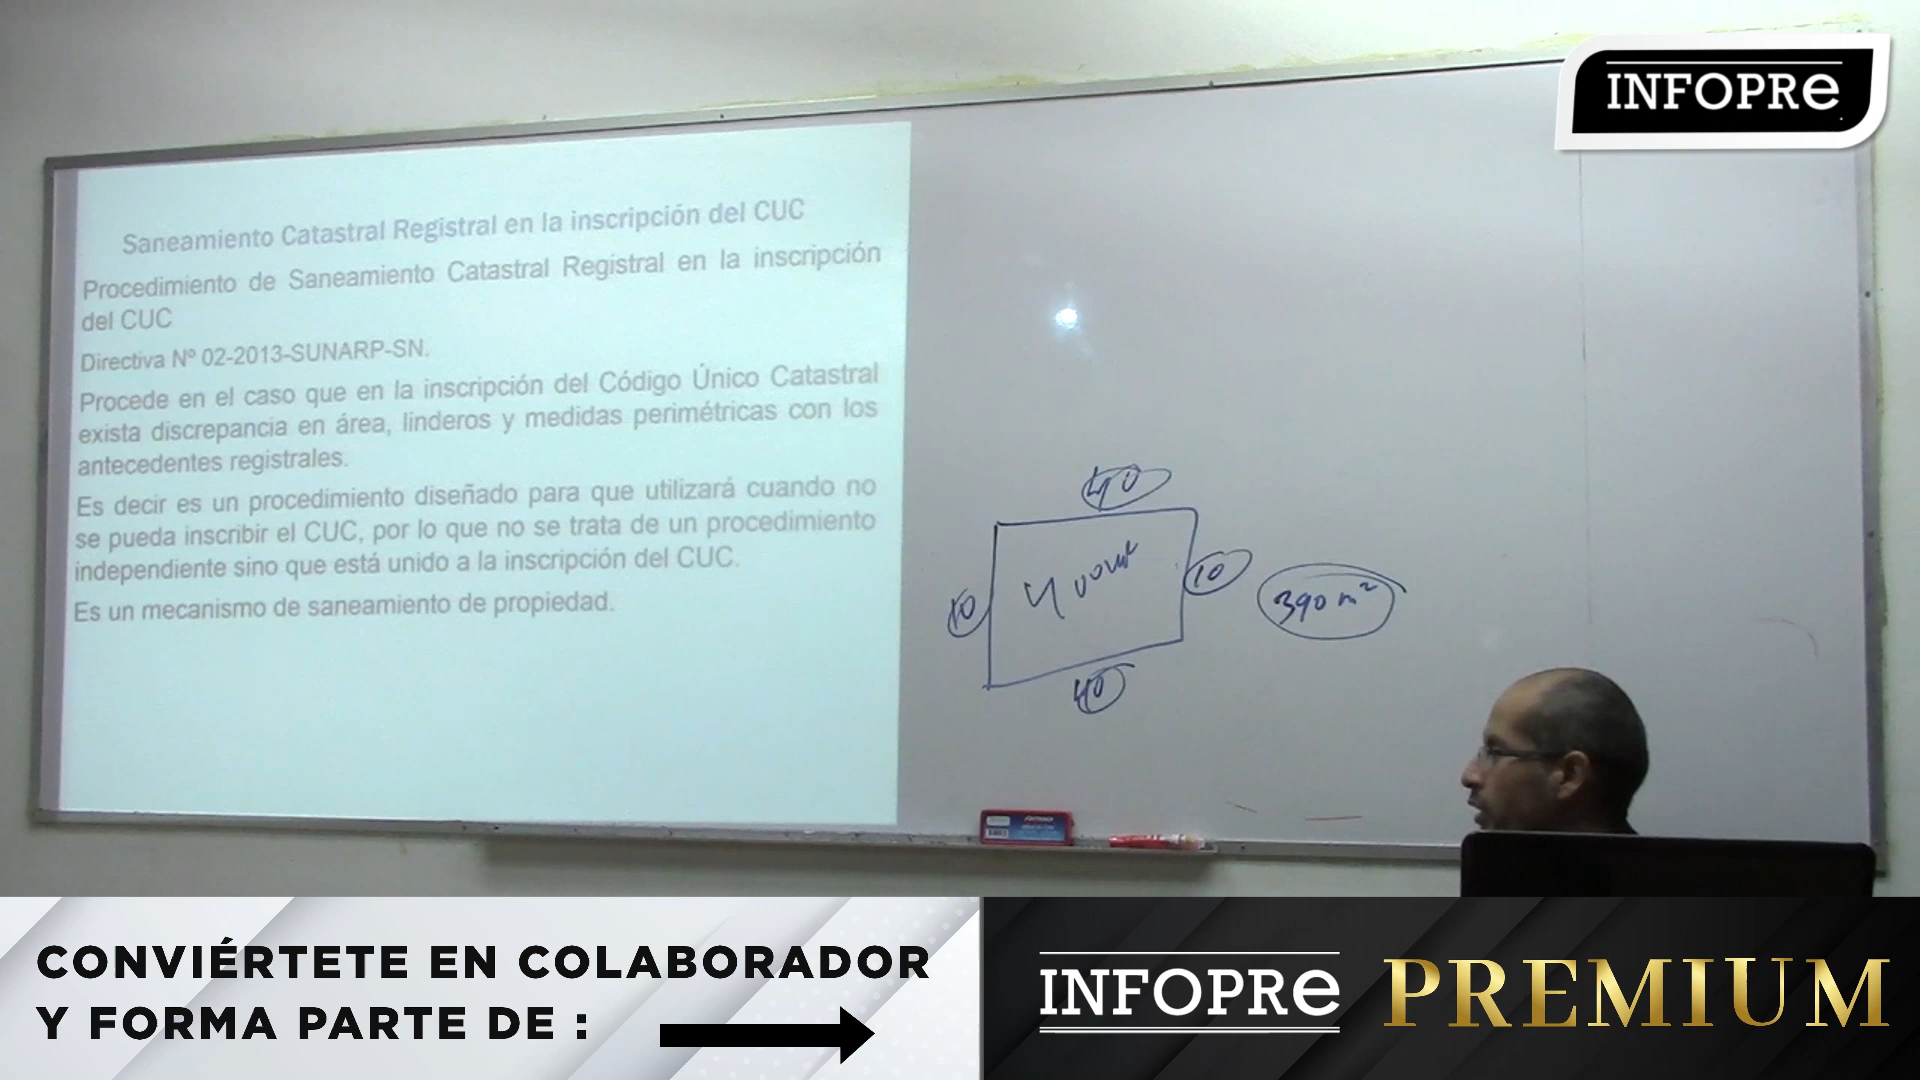 INFOPRe
Saneamiento Catastral Registral en la inscripción del CUC
Procedimiento de Saneamiento Catastral Registral en la inscripción
del CUC
Directiva Nº 02-2013-SUNARP-SN.
Procede en el caso que en la inscripción del Código Único Catastral
exista discrepancia en área, linderos y medidas perimétricas con los
antecedentes registrales.
Es decir es un procedimiento diseñado para que utilizará cuando no
se pueda inscribir el CUC, por lo que no se trata de un procedimiento
independiente sino que está unido a la inscripción del CUC.
Es un mecanismo de saneamiento de propiedad.
40
400m²
10
10
390 m²
40
CONVIÉRTETE EN COLABORADOR
Y FORMA PARTE DE :
INFOPRe PREMIUM